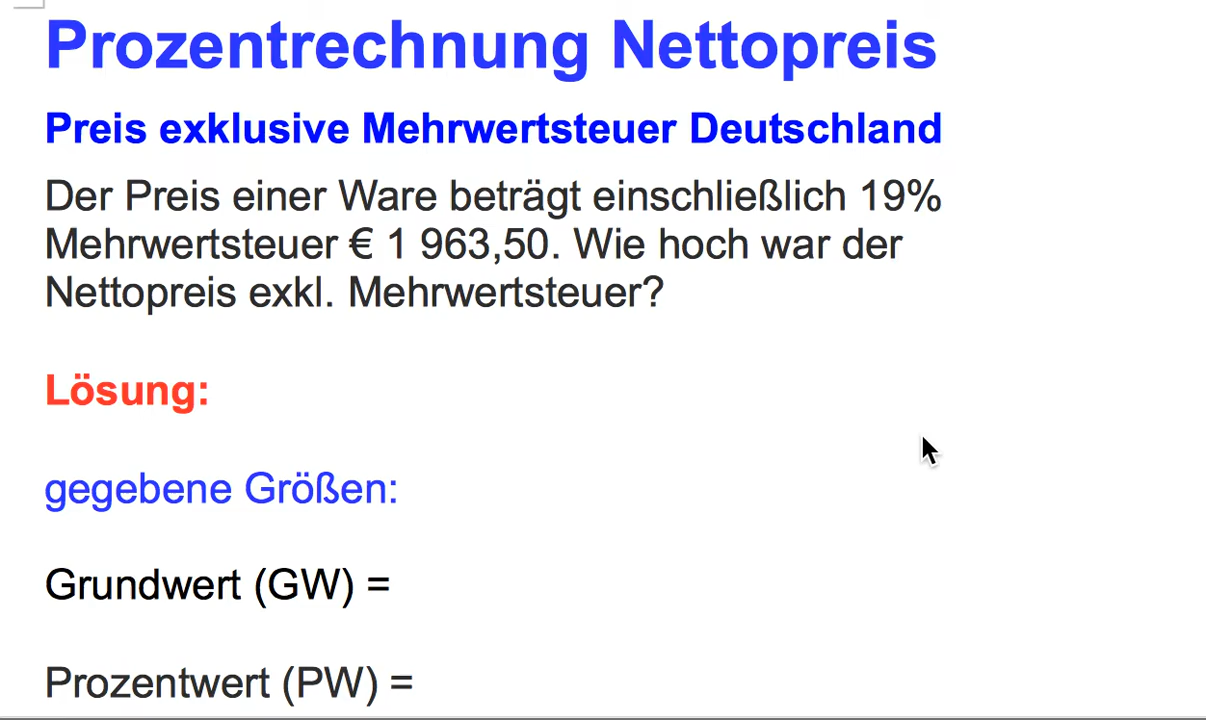 Prozentrechnung Nettopreis
Preis exklusive Mehrwertsteuer Deutschland
Der Preis einer Ware beträgt einschließlich 19%
Mehrwertsteuer € 1 963,50. Wie hoch war der
Nettopreis exkl. Mehrwertsteuer?
Lösung:
gegebene Größen:
Grundwert (GW) =
Prozentwert (PW) =